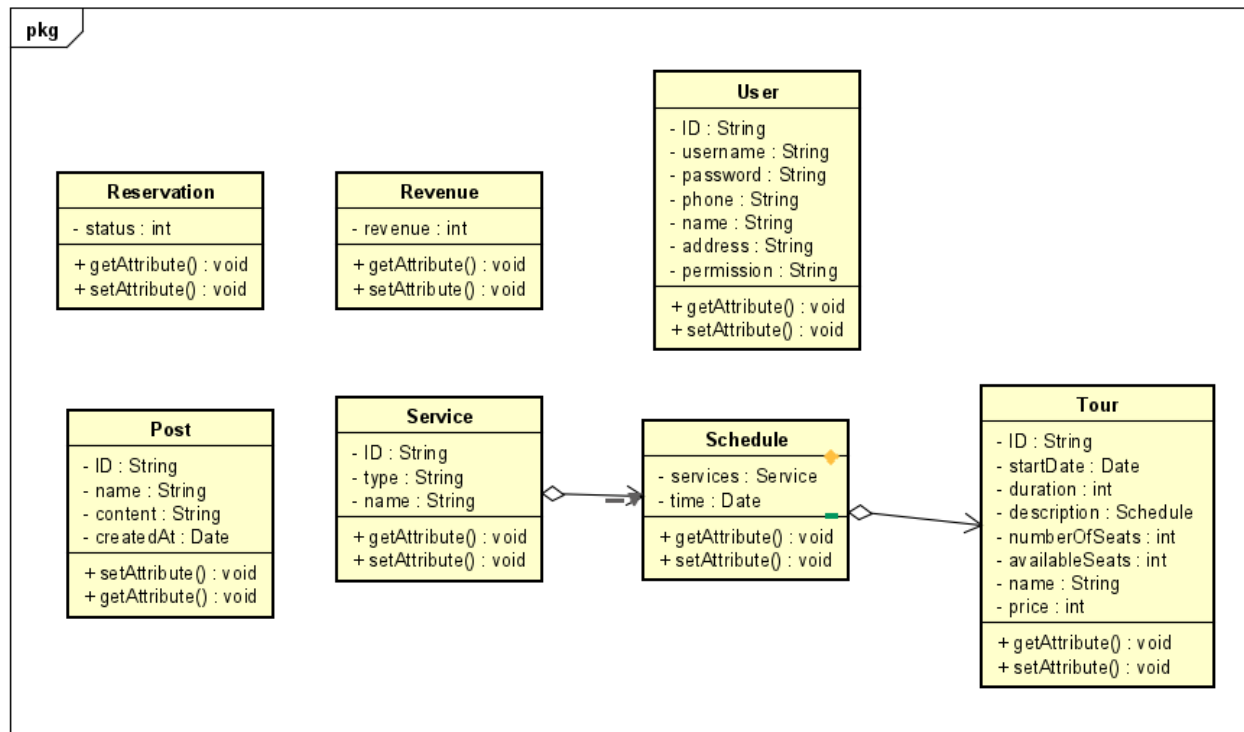 pkg
User
- ID : String
- username : String
- password : String
- phone : String
- name : String
- address : String
- permission : String
+ getAttribute() : void
+ setAttribute() : void
Reservation
- status : int
+ getAttribute() : void
+ setAttribute() : void
Revenue
- revenue : int
+ getAttribute() : void
+ setAttribute() : void
Post
- ID : String
- name : String
- content : String
- createdAt : Date
+ setAttribute() : void
+ getAttribute() : void
Service
- ID : String
- type : String
- name : String
+ getAttribute() : void
+ setAttribute() : void
Schedule
- services : Service
- time : Date
+ getAttribute() : void
+ setAttribute() : void
Tour
- ID : String
- startDate : Date
- duration : int
- description : Schedule
- numberOfSeats : int
- availableSeats : int
- name : String
- price : int
+ getAttribute() : void
+ setAttribute() : void